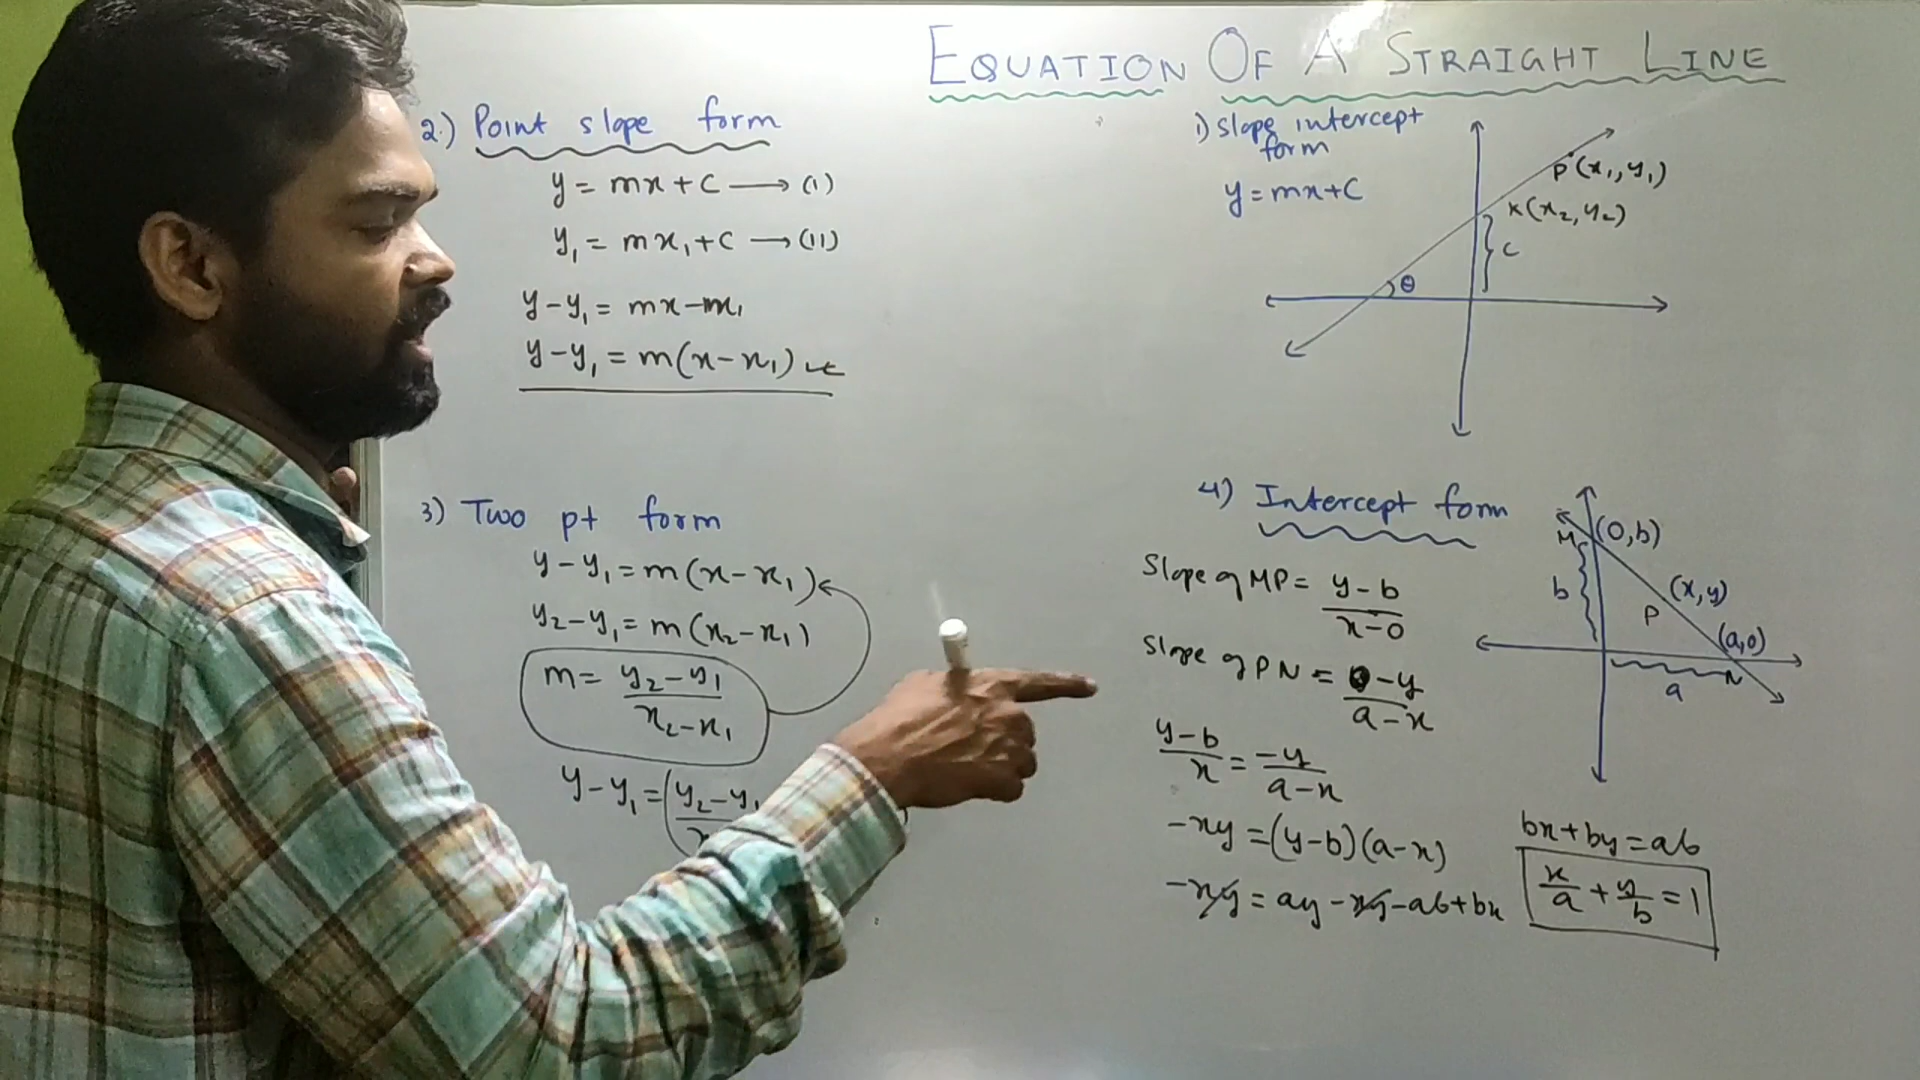 EQUATION OF A STRAIGHT LINE
2.) Point slope form
y = mx + c → (i)
y₁ = mx₁ + c → (ii)
y - y₁ = mx - mx₁
y - y₁ = m(x - x₁)
3) Two pt form
y - y₁ = m(x - x₁)
y₂ - y₁ = m(x₂ - x₁)
m = y₂ - y₁ / x₂ - x₁
y - y₁ = (y₂ - y₁
1) slope intercept
form
y = mx + c
P (x₁, y₁)
K (x₂, y₂)
c
θ
4) Intercept form
Slope of MP = y - b / x - 0
Slope of PN = 0 - y / a - x
y - b / x = -y / a - x
-xy = (y - b)(a - x)
-xy = ay - xy - ab + bx
M (0, b)
b
(x, y)
P
(a, 0)
a N
bx + by = ab
x/a + y/b = 1